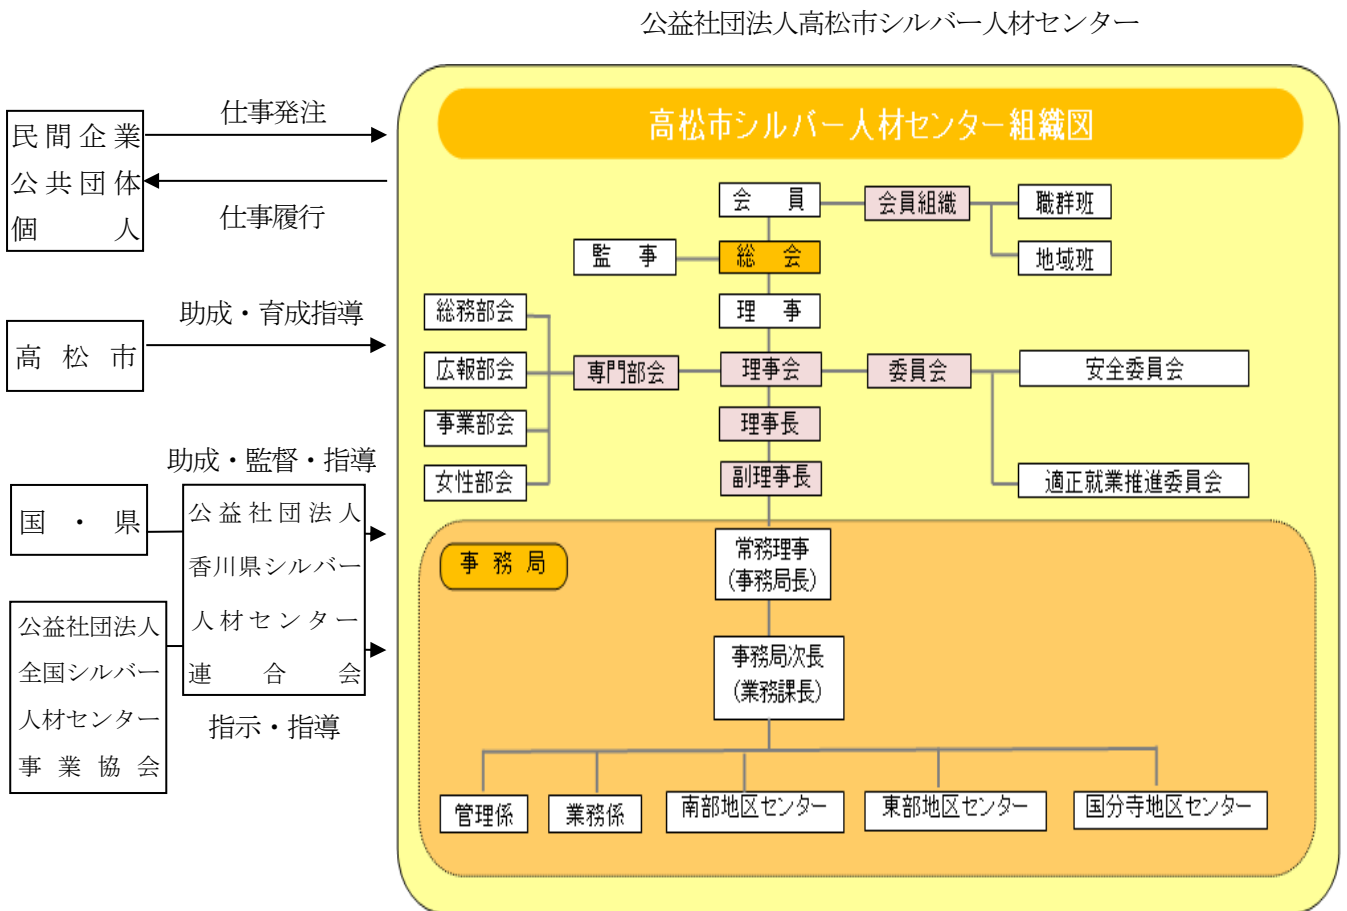 公益社団法人高松市シルバー人材センター
高松市シルバー人材センター組織図
仕事発注
民間企業
公共団体
個人
仕事履行
助成・育成指導
高松市
助成・監督・指導
国・県
公益社団法人
香川県シルバー
人材センター
連合会
公益社団法人
全国シルバー
人材センター
事業協会
指示・指導
会員
会員組織
職群班
地域班
監事
総会
理事
総務部会
広報部会
事業部会
女性部会
専門部会
理事会
委員会
安全委員会
適正就業推進委員会
理事長
副理事長
事務局
常務理事
(事務局長)
事務局次長
(業務課長)
管理係
業務係
南部地区センター
東部地区センター
国分寺地区センター